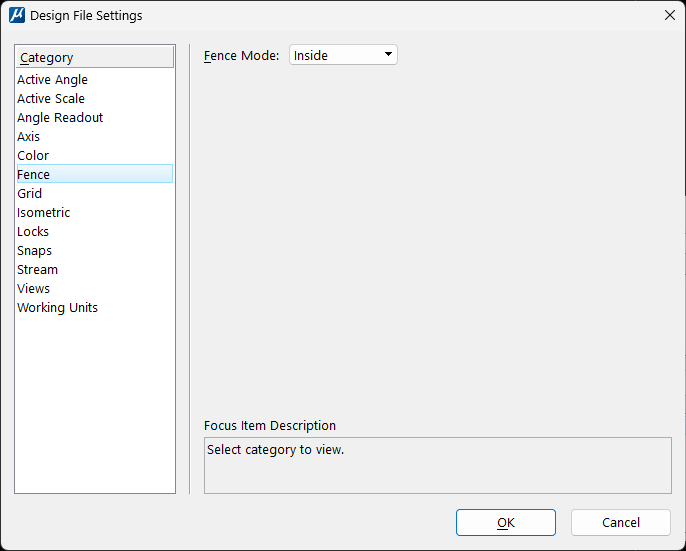 Design File Settings
Category
Active Angle
Active Scale
Angle Readout
Axis
Color
Fence
Grid
Isometric
Locks
Snaps
Stream
Views
Working Units
Fence Mode: Inside
Focus Item Description
Select category to view.
OK Cancel